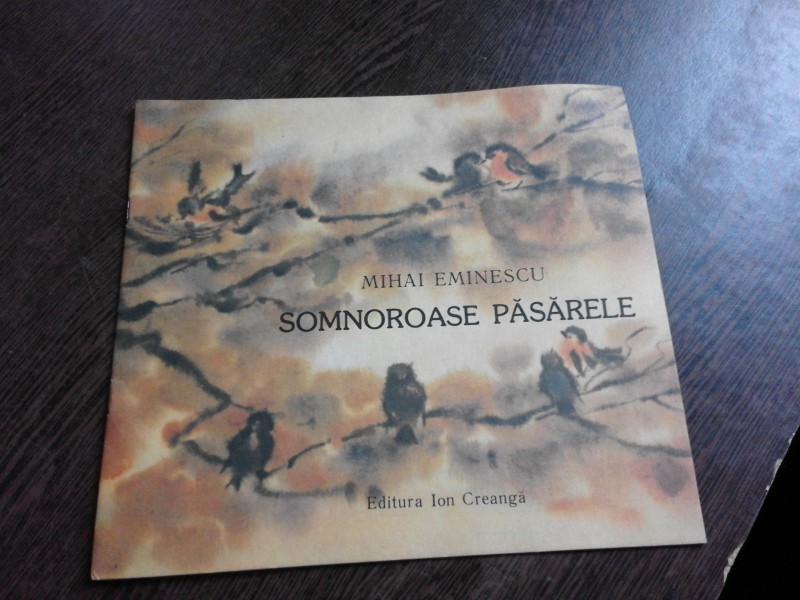 MIHAI EMINESCU
SOMNOROASE PĂSĂRELE
Editura Ion Creangă